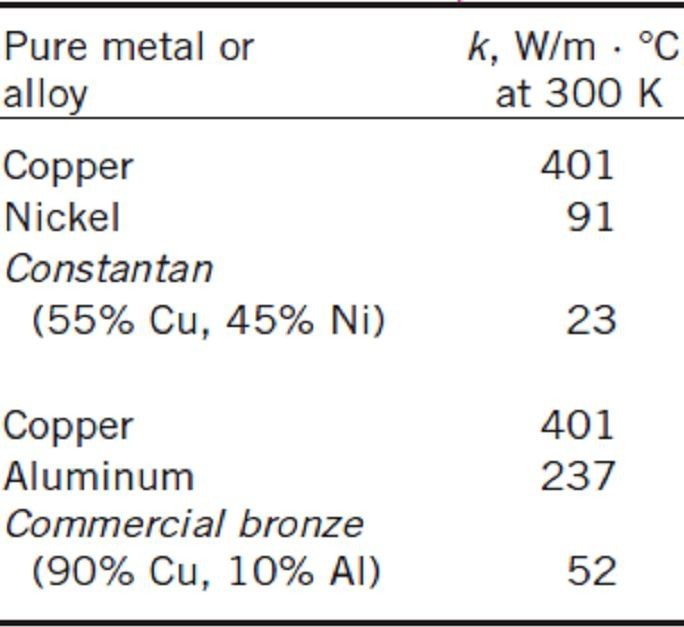 Pure metal or k, W/m · °C
alloy at 300 K
Copper 401
Nickel 91
Constantan
(55% Cu, 45% Ni) 23
Copper 401
Aluminum 237
Commercial bronze
(90% Cu, 10% Al) 52